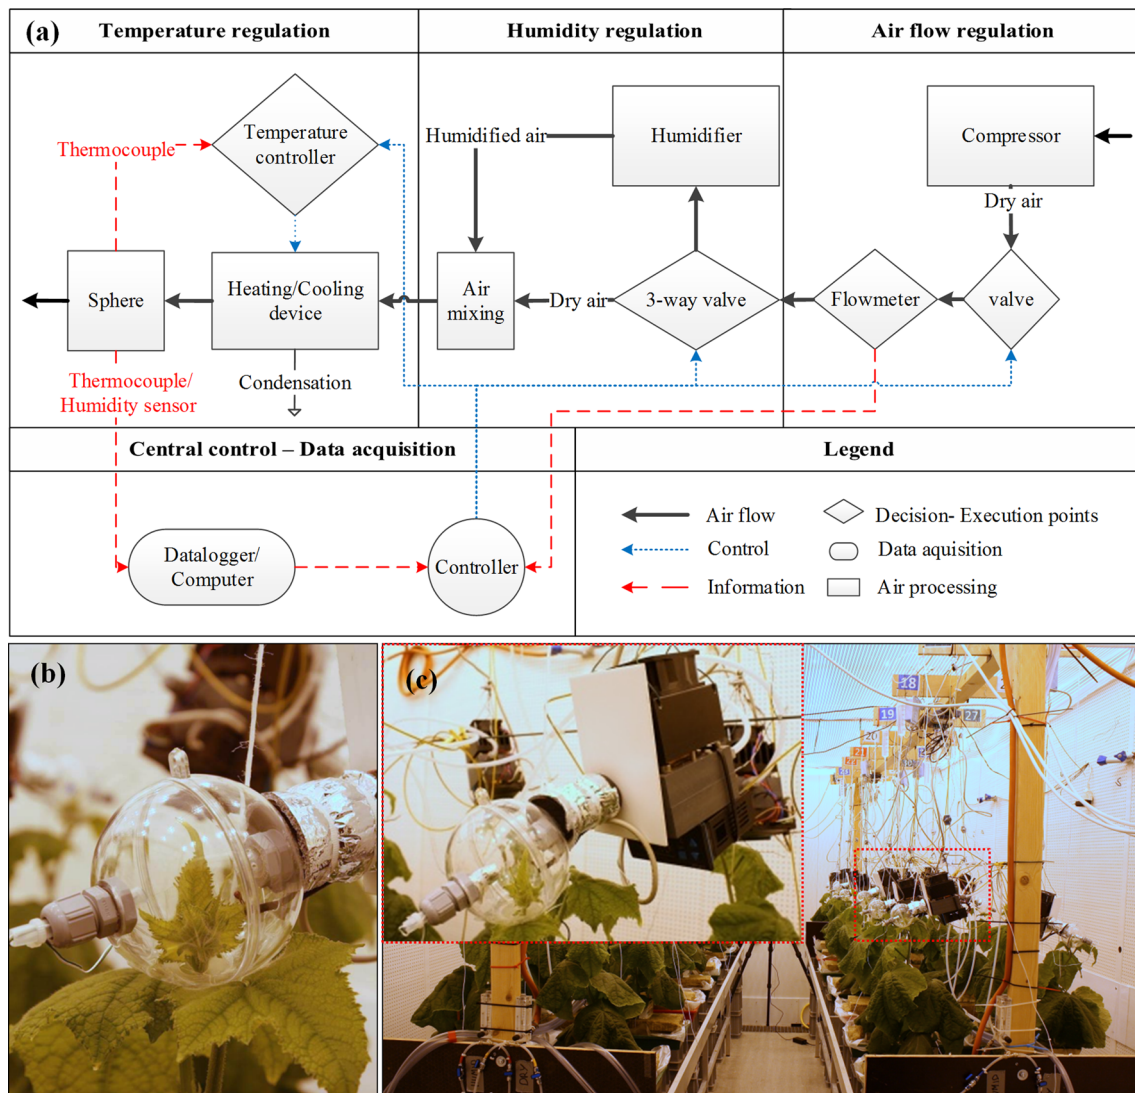 (a)
Temperature regulation
Humidity regulation
Air flow regulation
Temperature
controller
Thermocouple
Humidified air
Humidifier
Compressor
Dry air
Sphere
Heating/Cooling
device
Air
mixing
Dry air
3-way valve
Flowmeter
valve
Thermocouple/
Humidity sensor
Condensation
Central control – Data acquisition
Legend
Datalogger/
Computer
Controller
Air flow
Decision- Execution points
Control
Data aquisition
Information
Air processing
(b)
(c)
18
19
27
20
DRY